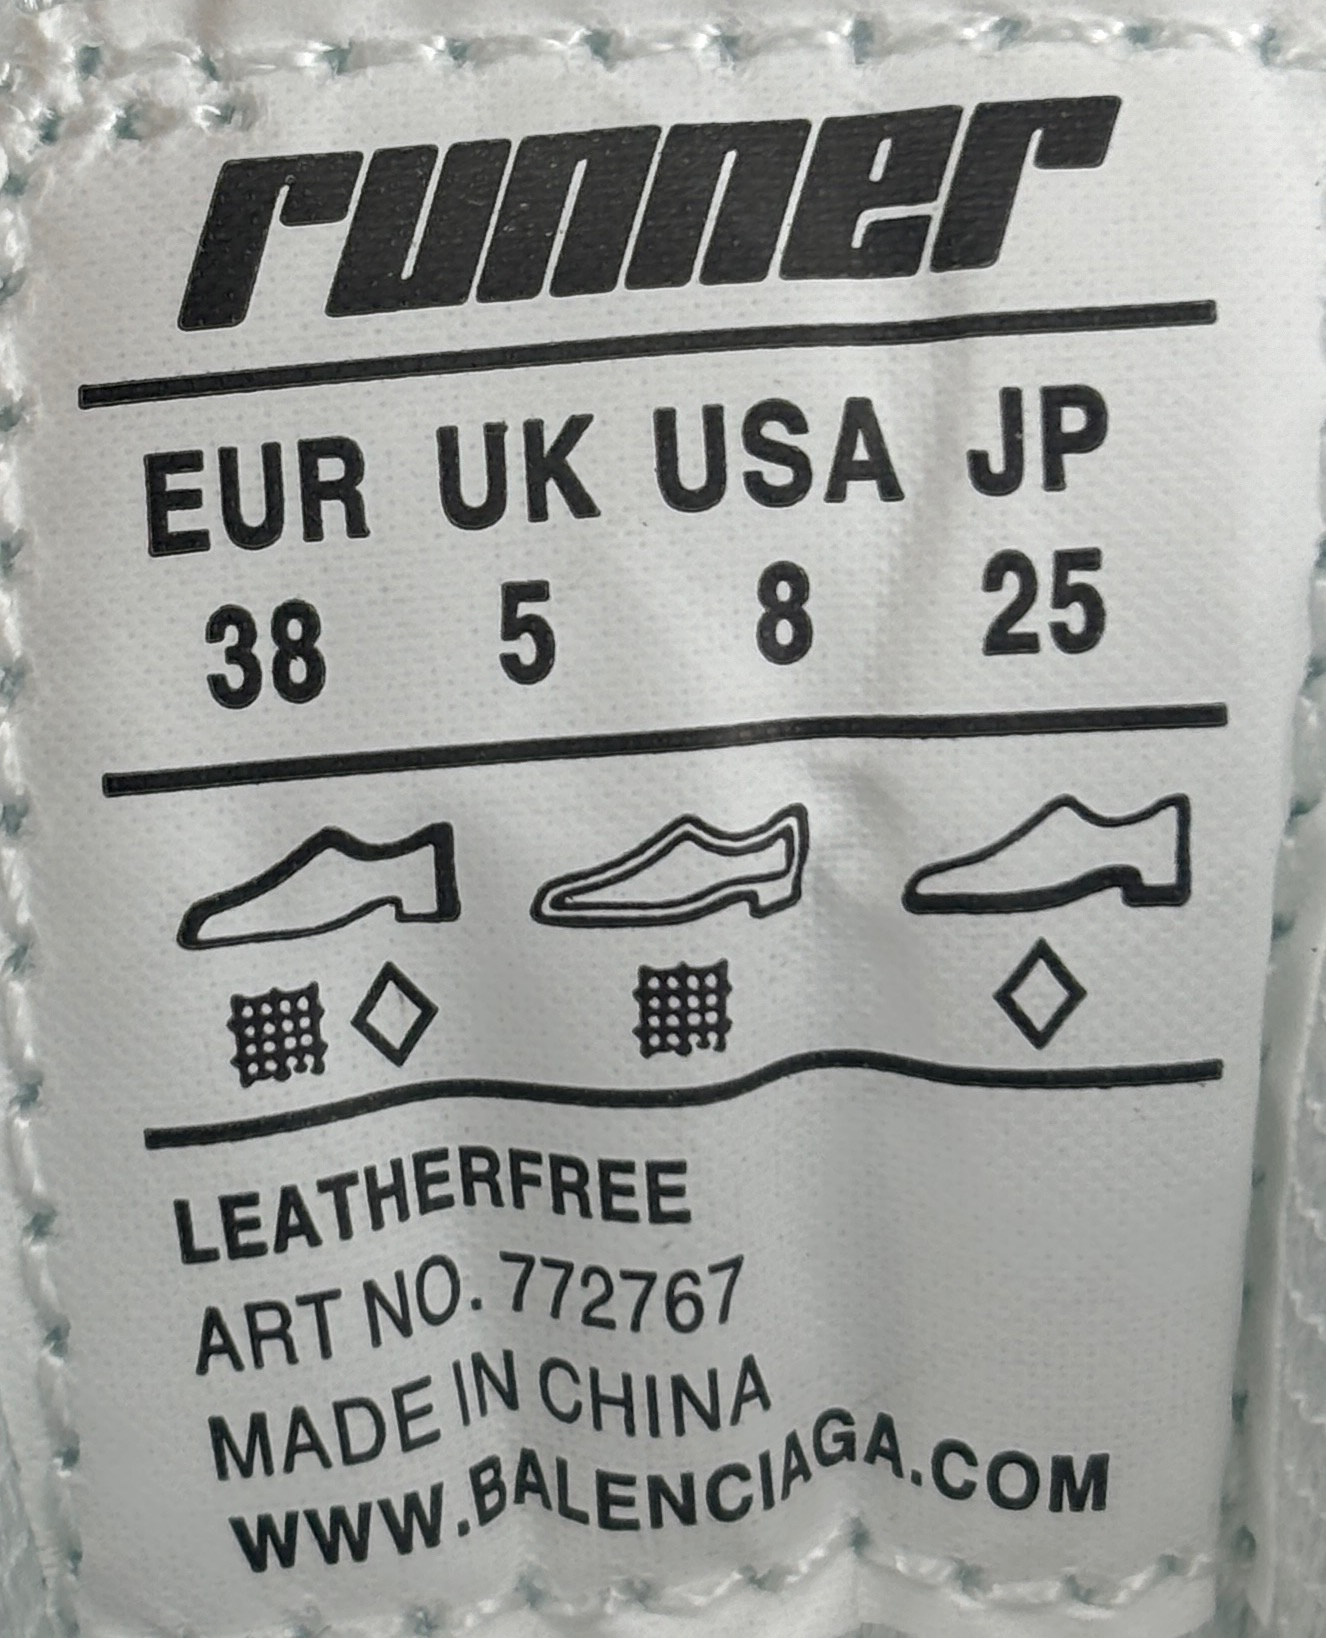 runner
EUR UK USA JP
38 5 8 25
LEATHERFREE
ART NO. 772767
MADE IN CHINA
WWW.BALENCIAGA.COM